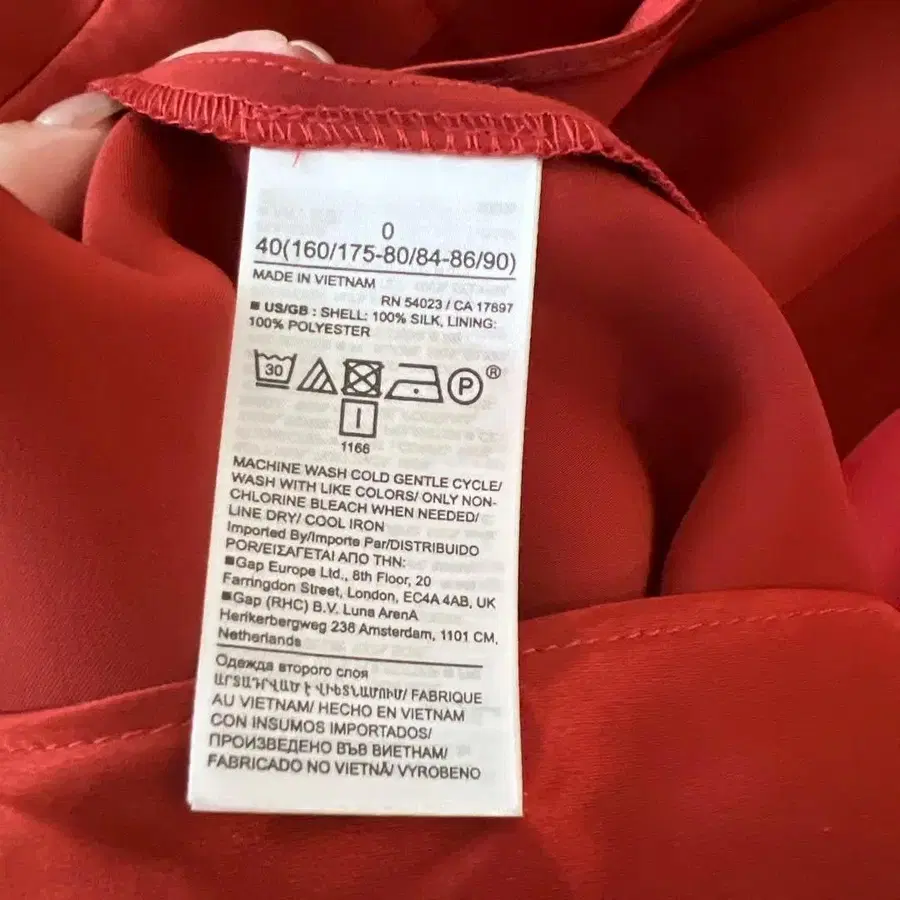 0
40(160/175-80/84-86/90)
MADE IN VIETNAM
RN 54023 / CA 17897
■ US/GB : SHELL: 100% SILK, LINING:
100% POLYESTER
30 P ®
1166
MACHINE WASH COLD GENTLE CYCLE/
WASH WITH LIKE COLORS/ ONLY NON-
CHLORINE BLEACH WHEN NEEDED/
LINE DRY/ COOL IRON
Imported By/Importe Par/DISTRIBUIDO
POR/ΕΙΣΑΓΕΤΑΙ ΑΠΟ ΤΗΝ:
■Gap Europe Ltd., 8th Floor, 20
Farringdon Street, London, EC4A 4AB, UK
■Gap (RHC) B.V. Luna ArenA
Herikerbergweg 238 Amsterdam, 1101 CM,
Netherlands
Одежда второго слоя
ԱՐՏԱԴՐՎԱԾ Է ՎԻԵՏՆԱՄՈՒՄ/ FABRIQUE
AU VIETNAM/ HECHO EN VIETNAM
CON INSUMOS IMPORTADOS/
ПРОИЗВЕДЕНО ВЪВ ВИЕТНАМ/
FABRICADO NO VIETNÃ/ VYROBENO